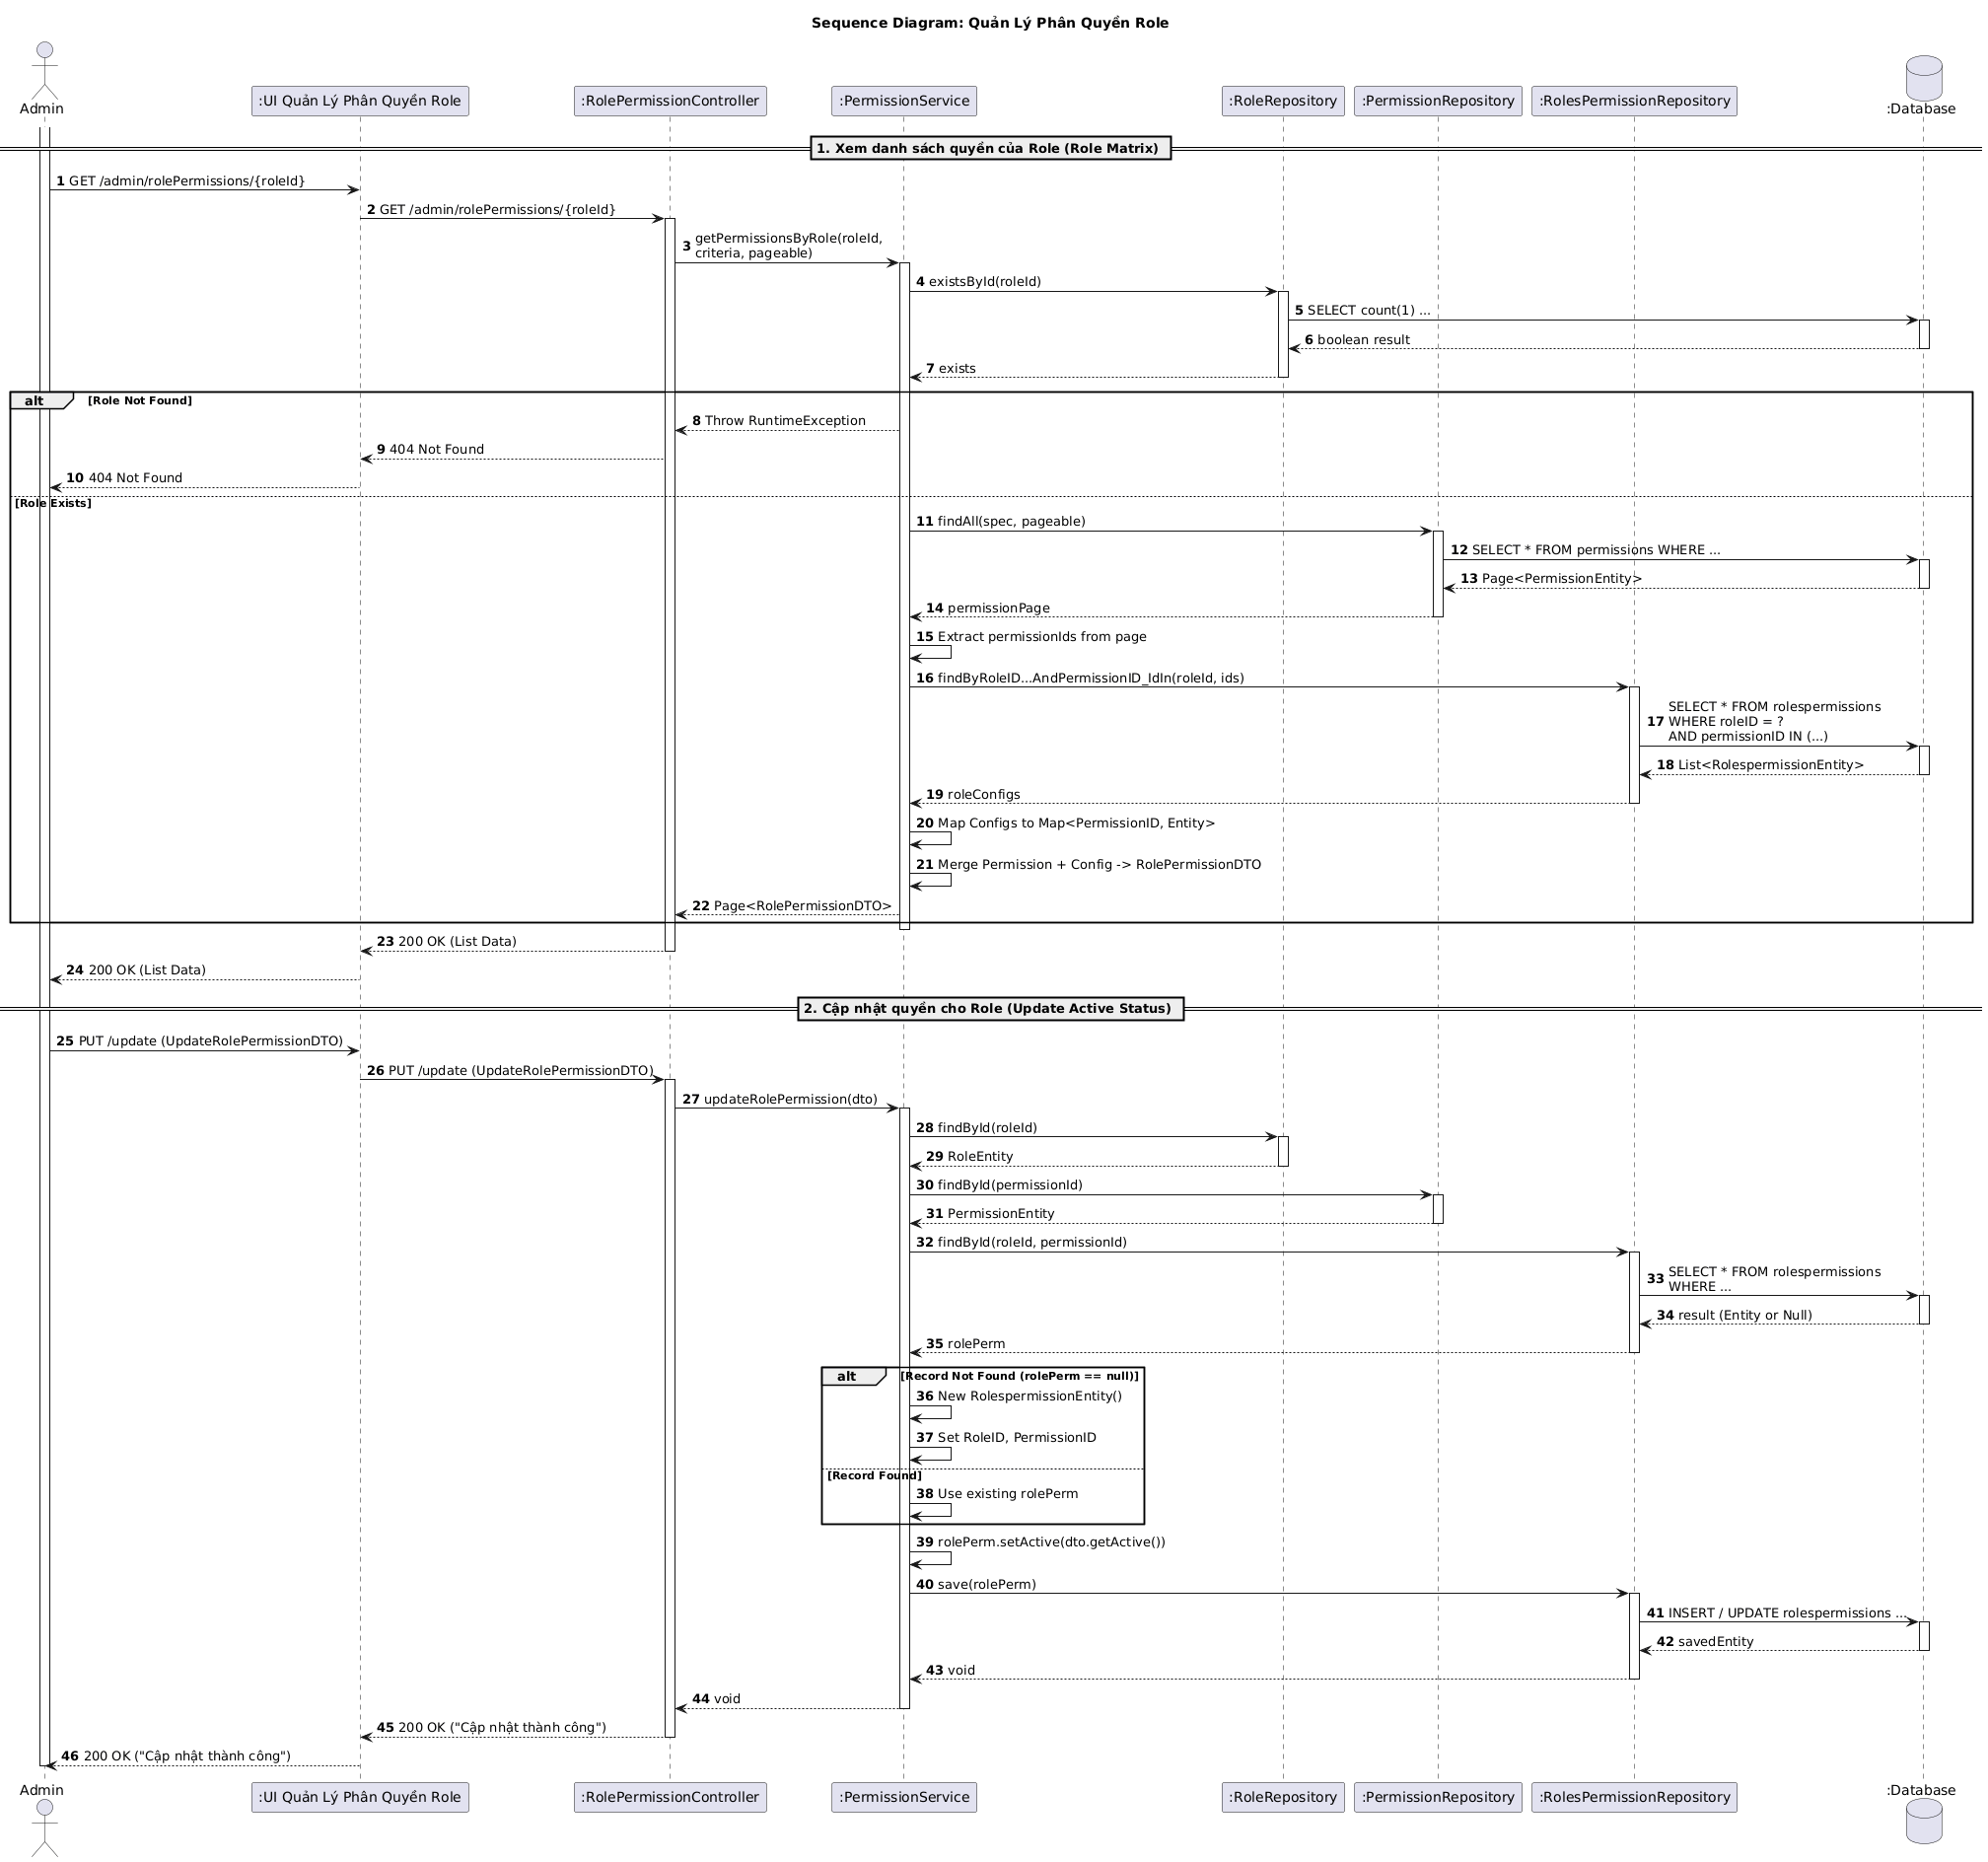 Sequence Diagram: Quản Lý Phân Quyền Role
Admin
:UI Quản Lý Phân Quyền Role
:RolePermissionController
:PermissionService
:RoleRepository
:PermissionRepository
:RolesPermissionRepository
:Database
1. Xem danh sách quyền của Role (Role Matrix)
1 GET /admin/rolePermissions/{roleId}
2 GET /admin/rolePermissions/{roleId}
3 getPermissionsByRole(roleId,
criteria, pageable)
4 existsById(roleId)
5 SELECT count(1) ...
6 boolean result
7 exists
alt [Role Not Found]
8 Throw RuntimeException
9 404 Not Found
10 404 Not Found
[Role Exists]
11 findAll(spec, pageable)
12 SELECT * FROM permissions WHERE ...
13 Page<PermissionEntity>
14 permissionPage
15 Extract permissionIds from page
16 findByRoleID...AndPermissionID_IdIn(roleId, ids)
17 SELECT * FROM rolespermissions
WHERE roleID = ?
AND permissionID IN (...)
18 List<RolespermissionEntity>
19 roleConfigs
20 Map Configs to Map<PermissionID, Entity>
21 Merge Permission + Config -> RolePermissionDTO
22 Page<RolePermissionDTO>
23 200 OK (List Data)
24 200 OK (List Data)
2. Cập nhật quyền cho Role (Update Active Status)
25 PUT /update (UpdateRolePermissionDTO)
26 PUT /update (UpdateRolePermissionDTO)
27 updateRolePermission(dto)
28 findById(roleId)
29 RoleEntity
30 findById(permissionId)
31 PermissionEntity
32 findById(roleId, permissionId)
33 SELECT * FROM rolespermissions
WHERE ...
34 result (Entity or Null)
35 rolePerm
alt [Record Not Found (rolePerm == null)]
36 New RolespermissionEntity()
37 Set RoleID, PermissionID
[Record Found]
38 Use existing rolePerm
39 rolePerm.setActive(dto.getActive())
40 save(rolePerm)
41 INSERT / UPDATE rolespermissions ...
42 savedEntity
43 void
44 void
45 200 OK ("Cập nhật thành công")
46 200 OK ("Cập nhật thành công")
Admin
:UI Quản Lý Phân Quyền Role
:RolePermissionController
:PermissionService
:RoleRepository
:PermissionRepository
:RolesPermissionRepository
:Database